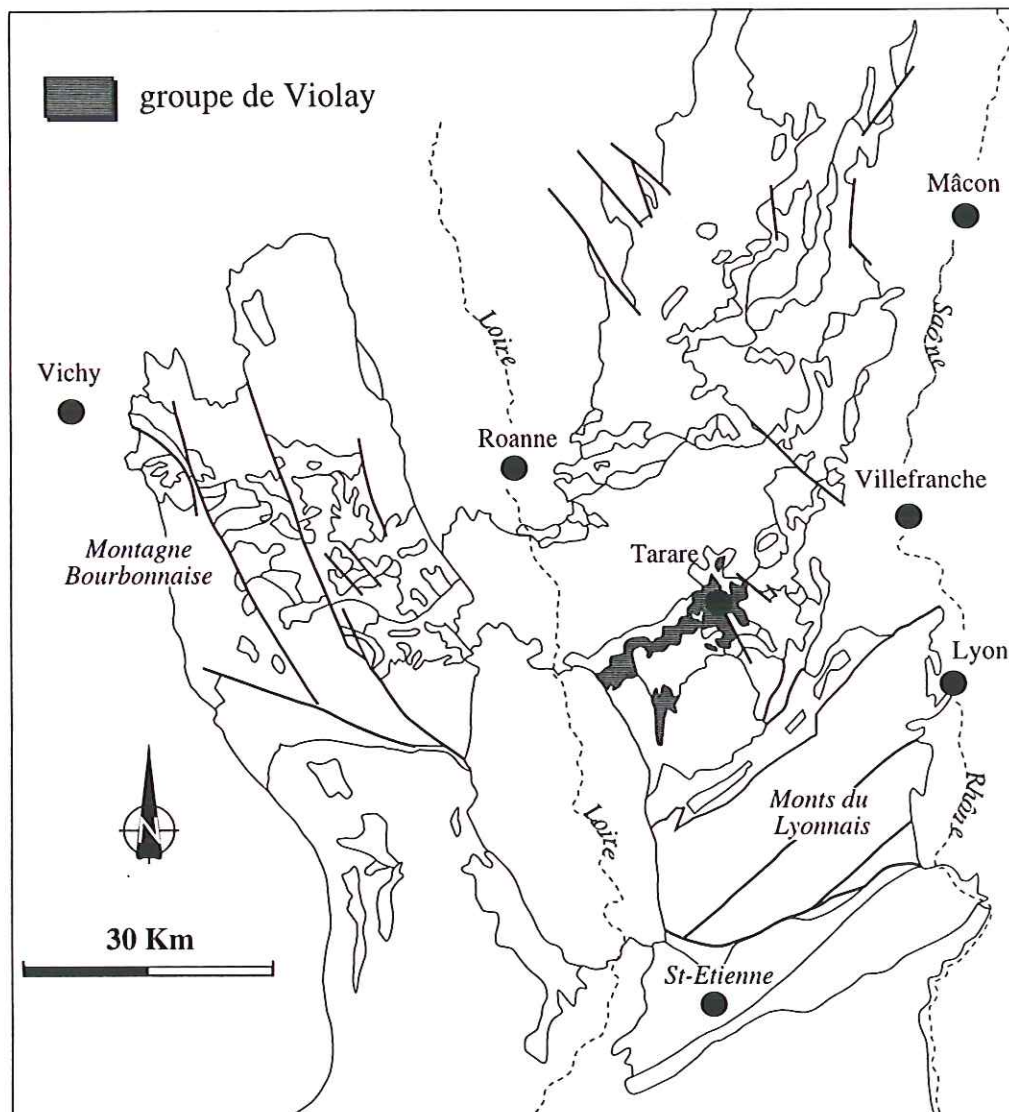 groupe de Violay
Mâcon
Loire
Saône
Vichy
Roanne
Villefranche
Montagne
Bourbonnaise
Tarare
Lyon
N
Loire
Monts du
Lyonnais
Rhône
30 Km
St-Etienne